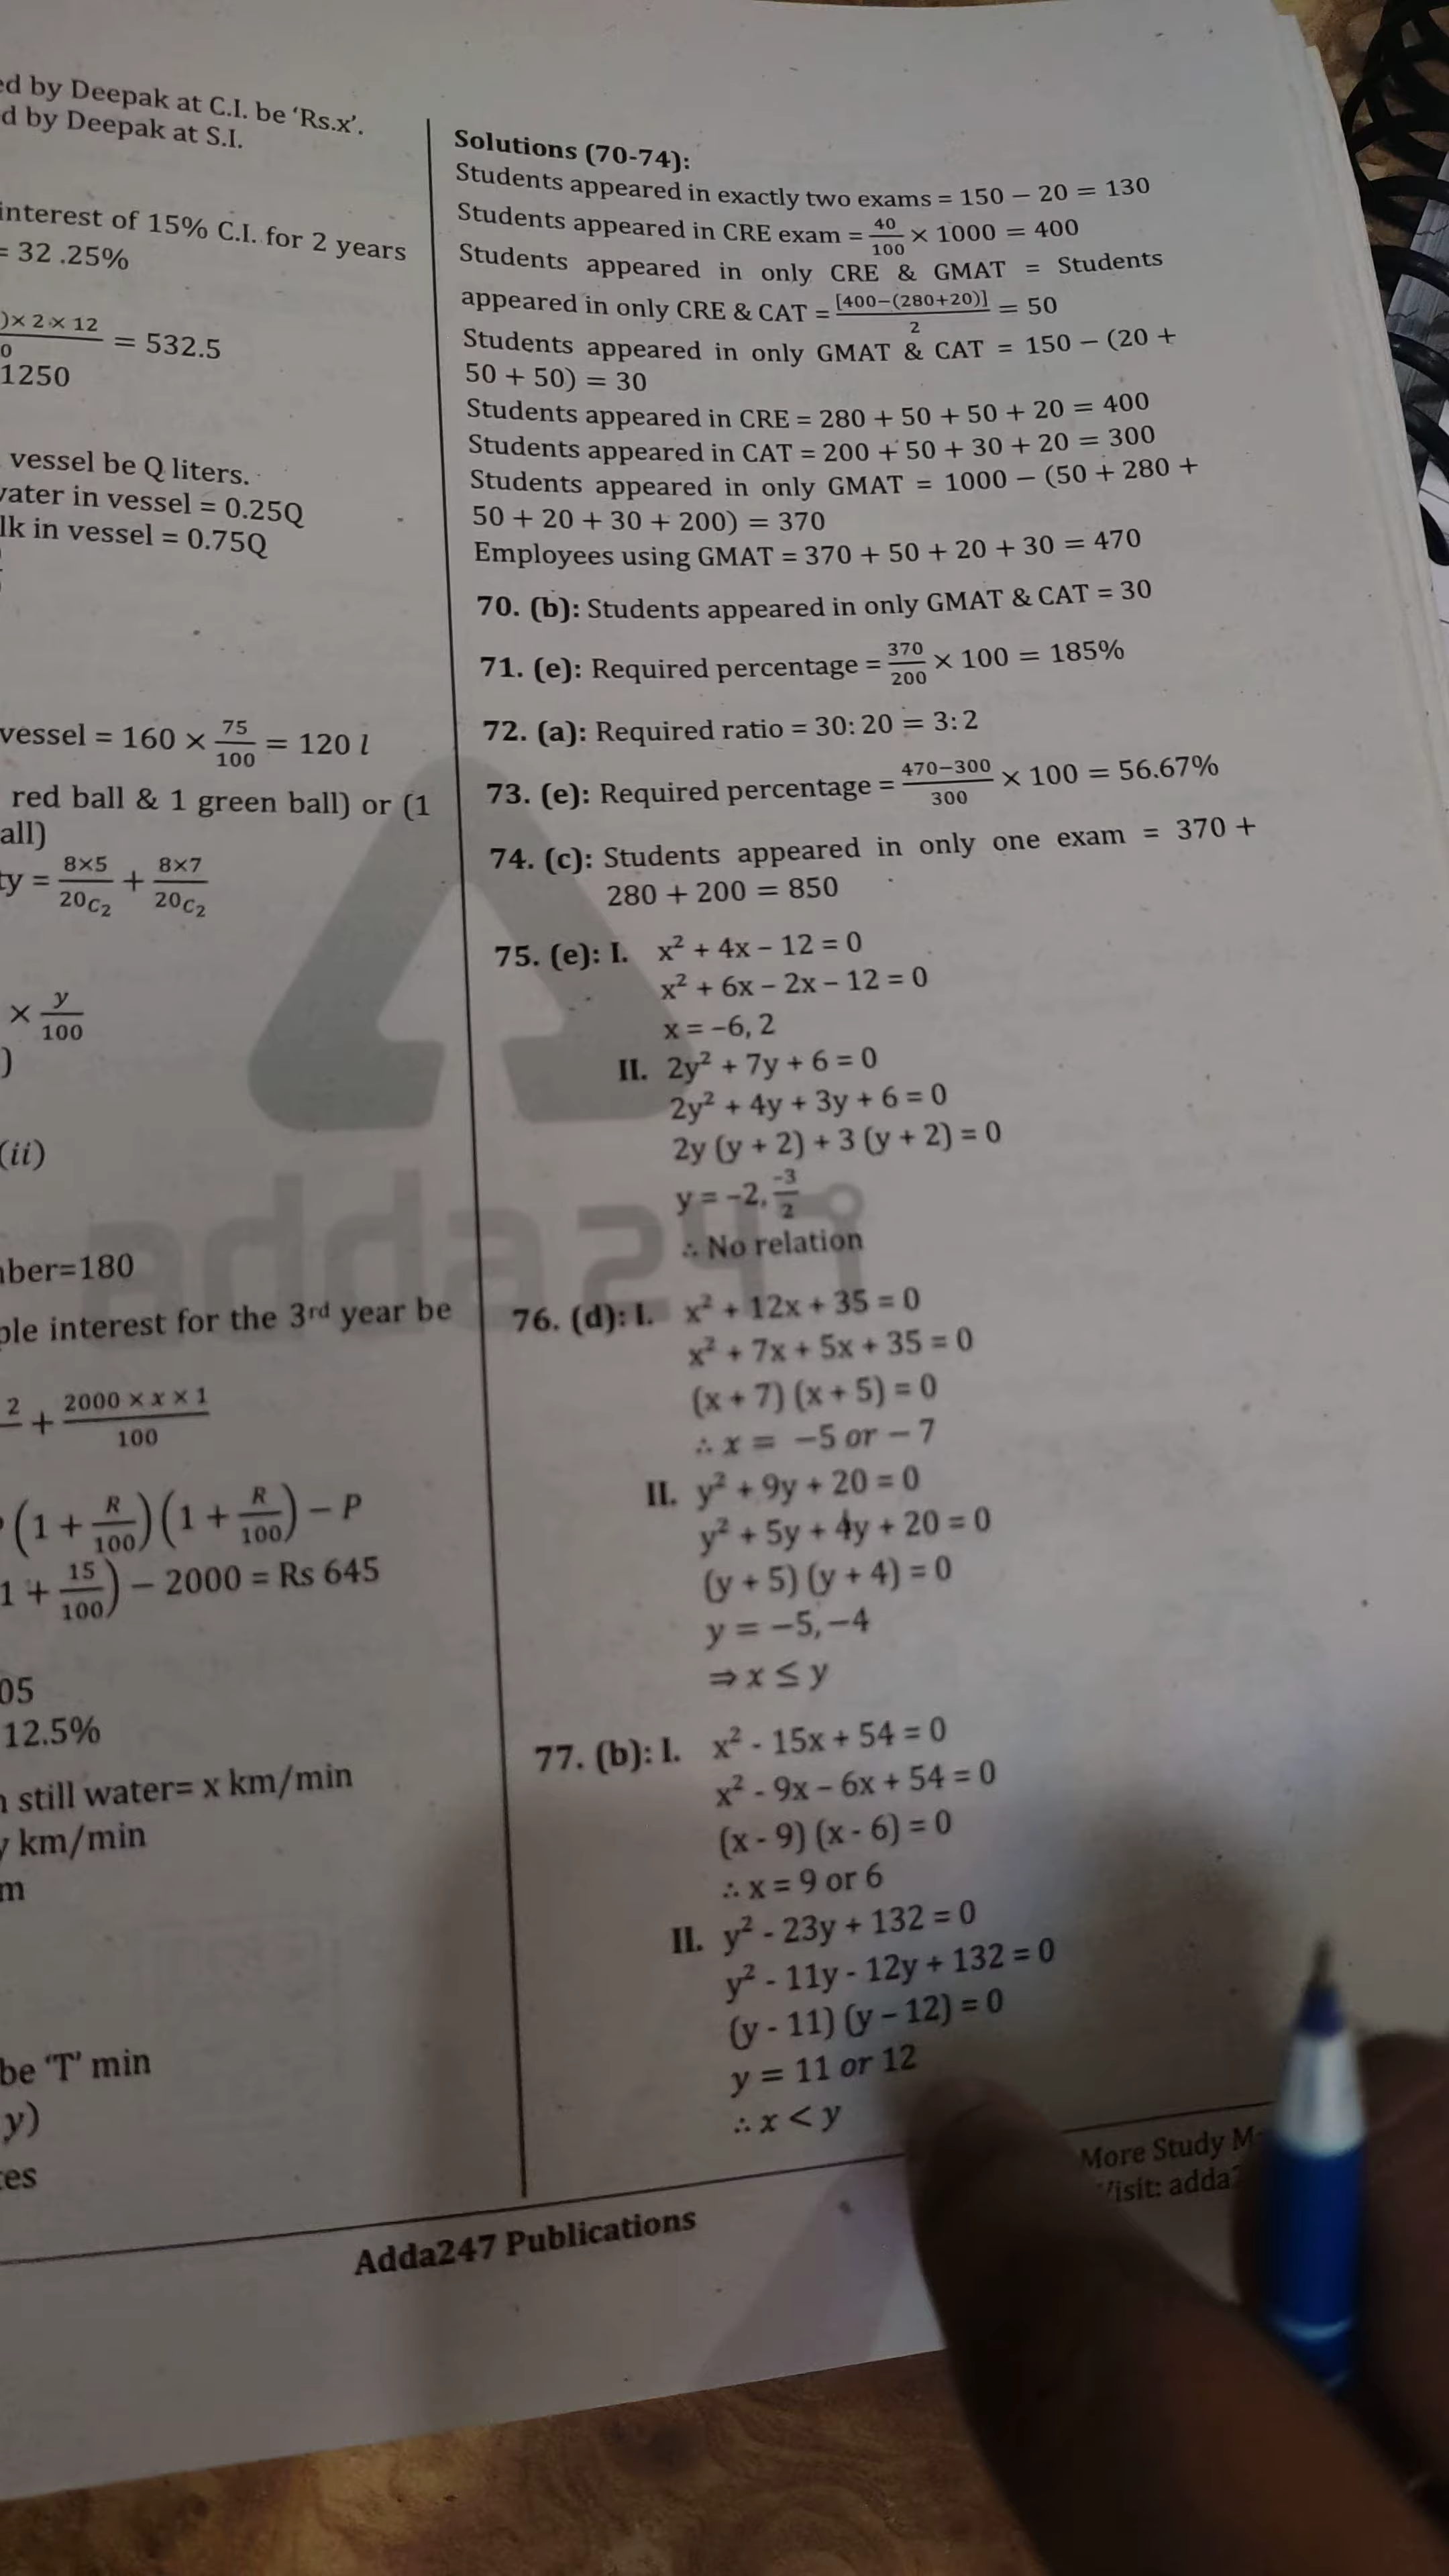 ed by Deepak at C.I. be ‘Rs.x’.
d by Deepak at S.I.
interest of 15% C.I. for 2 years
= 32 .25%
)× 2 × 12
0
= 532.5
1250
vessel be Q liters.
water in vessel = 0.25Q
lk in vessel = 0.75Q
vessel = 160 × 75/100 = 120 l
red ball & 1 green ball) or (1
all)
ty = 8×5/20C₂ + 8×7/20C₂
× y/100
)
(ii)
ber=180
ple interest for the 3rd year be
2 + 2000 × x × 1/100
(1 + R/100)(1 + R/100) – P
1 + 15/100) – 2000 = Rs 645
05
12.5%
still water= x km/min
y km/min
m
be ‘T’ min
y)
es
Solutions (70-74):
Students appeared in exactly two exams = 150 − 20 = 130
Students appeared in CRE exam = 40/100 × 1000 = 400
Students appeared in only CRE & GMAT = Students
appeared in only CRE & CAT = [400−(280+20)]/2 = 50
Students appeared in only GMAT & CAT = 150 − (20 +
50 + 50) = 30
Students appeared in CRE = 280 + 50 + 50 + 20 = 400
Students appeared in CAT = 200 + 50 + 30 + 20 = 300
Students appeared in only GMAT = 1000 − (50 + 280 +
50 + 20 + 30 + 200) = 370
Employees using GMAT = 370 + 50 + 20 + 30 = 470
70. (b): Students appeared in only GMAT & CAT = 30
71. (e): Required percentage = 370/200 × 100 = 185%
72. (a): Required ratio = 30: 20 = 3: 2
73. (e): Required percentage = 470−300/300 × 100 = 56.67%
74. (c): Students appeared in only one exam = 370 +
280 + 200 = 850
75. (e): I. x² + 4x – 12 = 0
x² + 6x – 2x – 12 = 0
x = –6, 2
II. 2y² + 7y + 6 = 0
2y² + 4y + 3y + 6 = 0
2y (y + 2) + 3 (y + 2) = 0
y = –2, −3/2
∴ No relation
76. (d): I. x² + 12x + 35 = 0
x² + 7x + 5x + 35 = 0
(x + 7) (x + 5) = 0
∴ x = −5 or − 7
II. y² + 9y + 20 = 0
y² + 5y + 4y + 20 = 0
(y + 5) (y + 4) = 0
y = −5, −4
⇒ x ≤ y
77. (b): I. x² - 15x + 54 = 0
x² - 9x – 6x + 54 = 0
(x - 9) (x - 6) = 0
∴ x = 9 or 6
II. y² - 23y + 132 = 0
y² - 11y - 12y + 132 = 0
(y - 11) (y – 12) = 0
y = 11 or 12
∴ x < y
Adda247 Publications
More Study M
Visit: adda